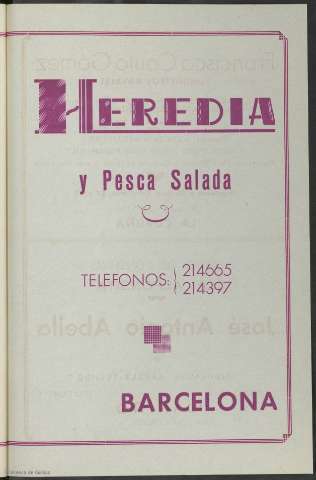 HEREDIA
y Pesca Salada
TELEFONOS: 214665
214397
BARCELONA